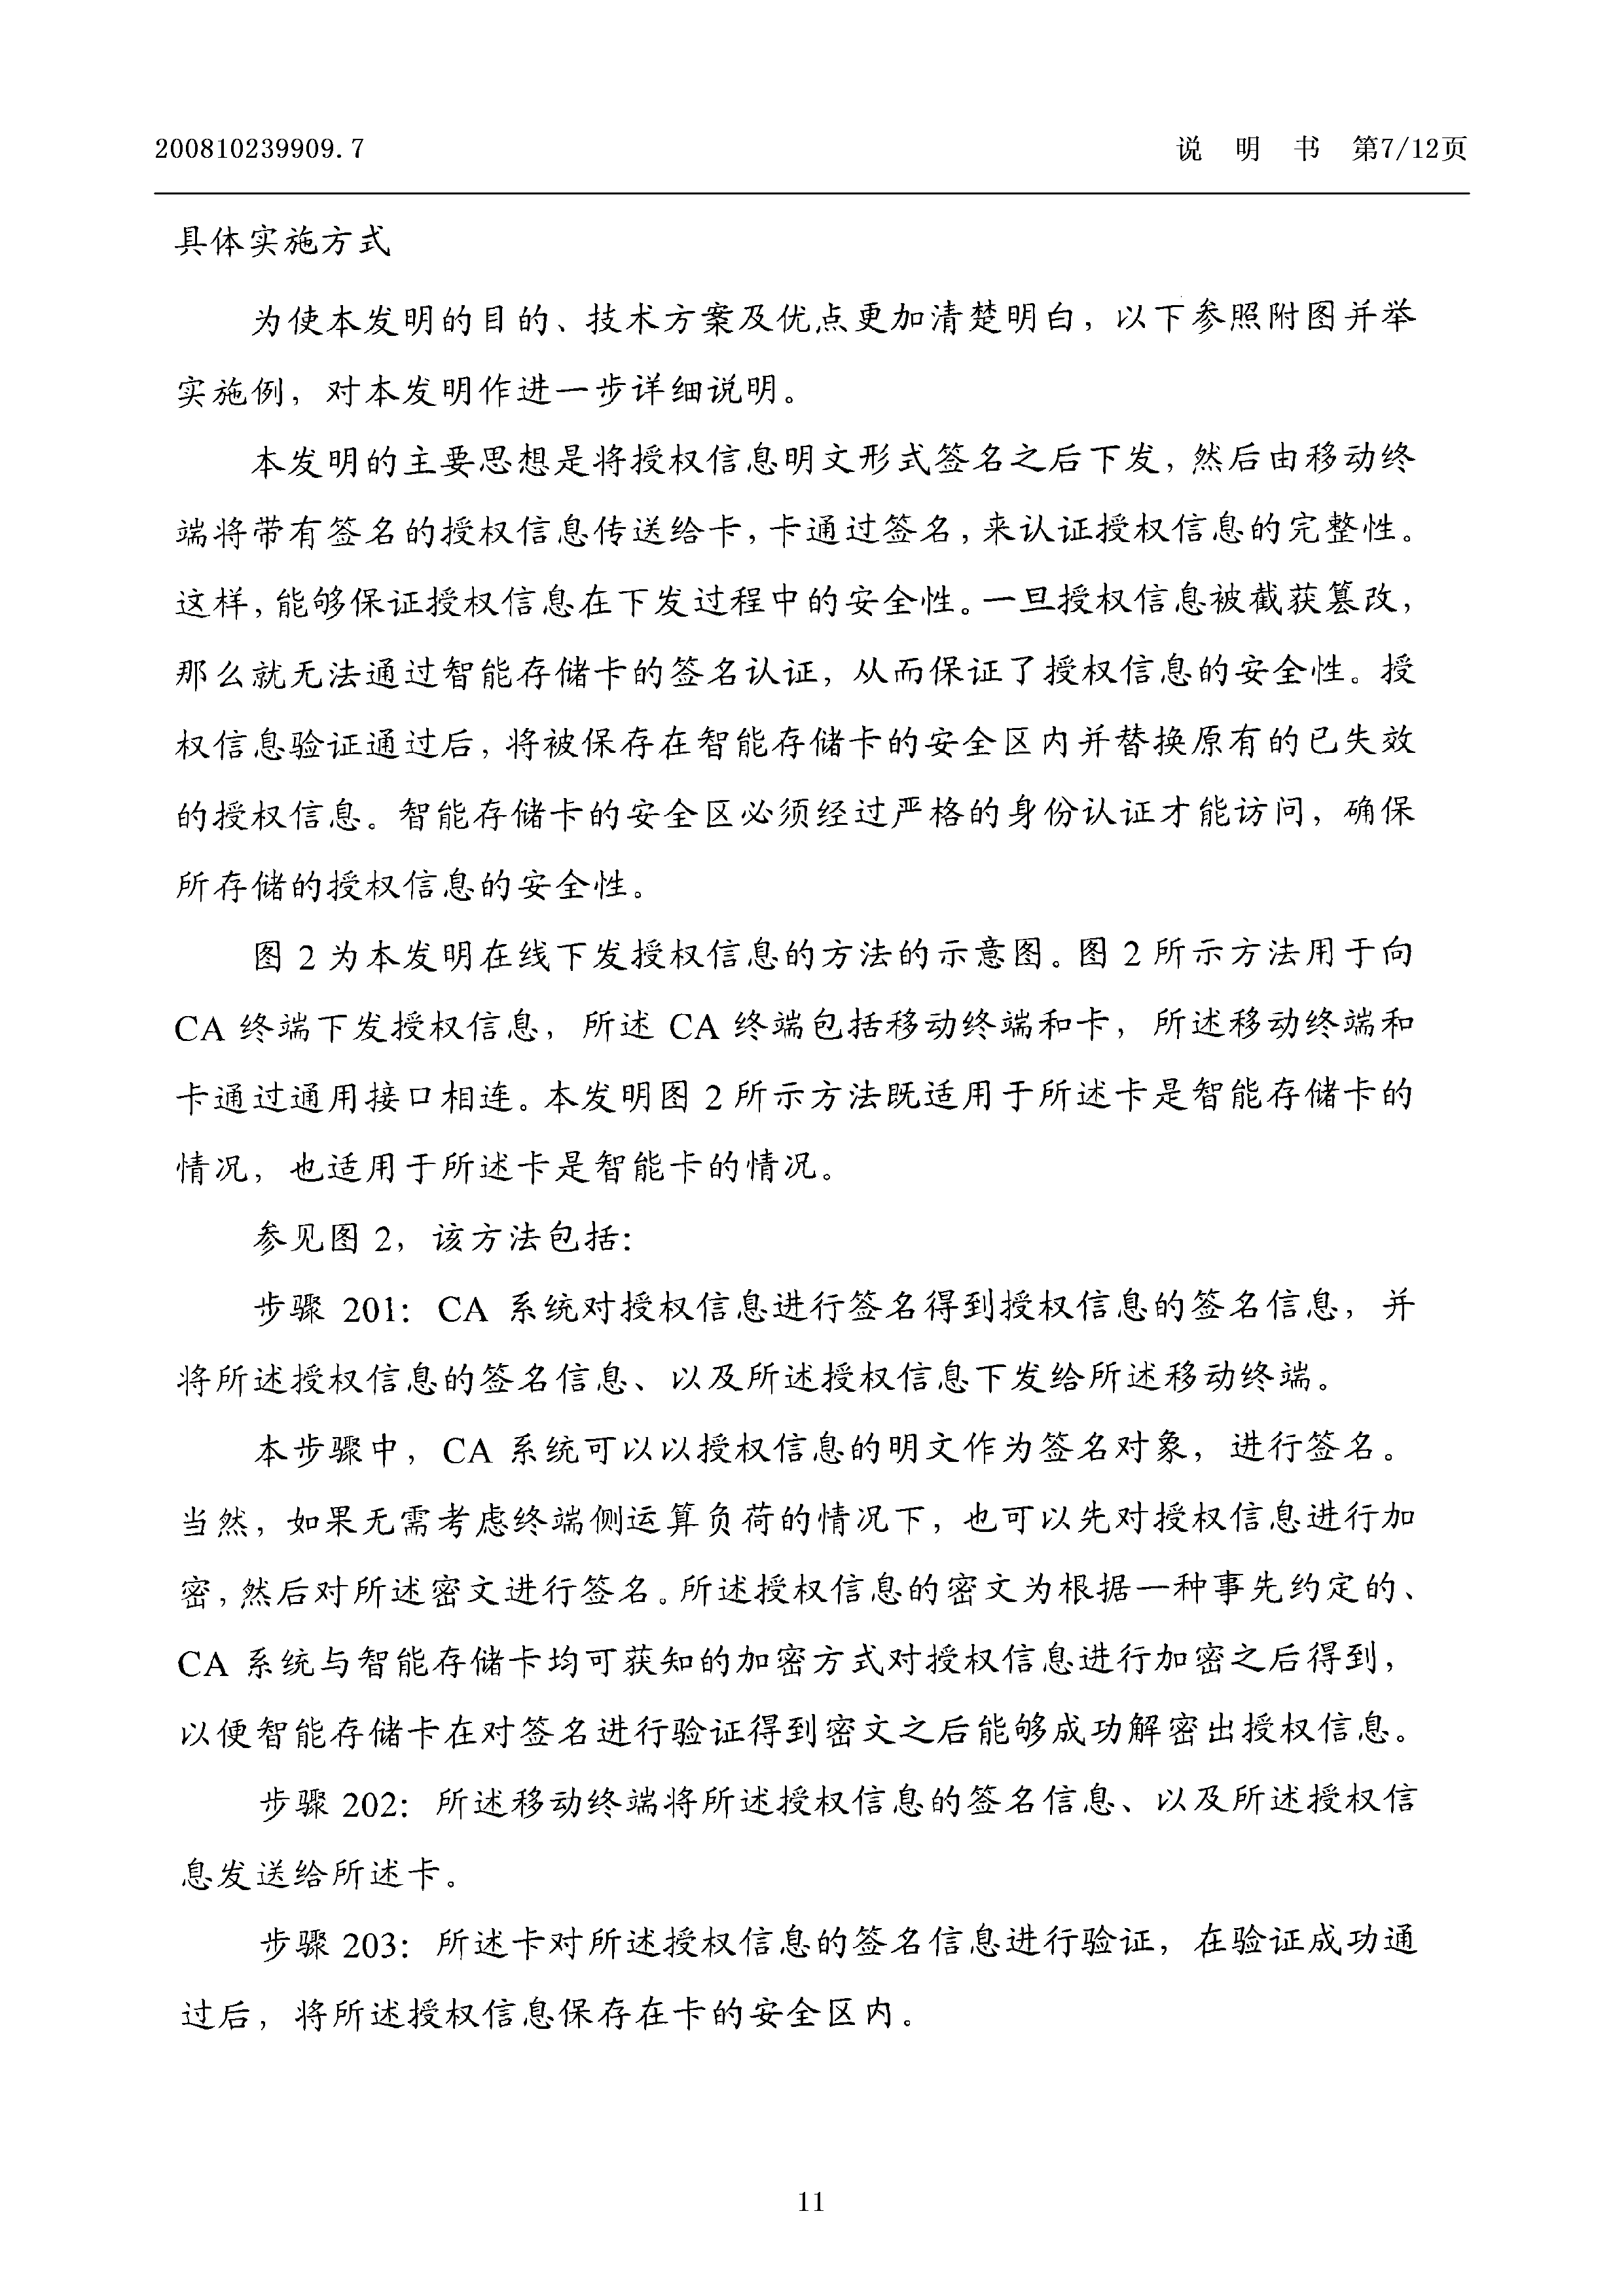 200810239909.7
说 明 书 第7/12页
具体实施方式
为使本发明的目的、技术方案及优点更加清楚明白，以下参照附图并举
实施例，对本发明作进一步详细说明。
本发明的主要思想是将授权信息明文形式签名之后下发，然后由移动终
端将带有签名的授权信息传送给卡，卡通过签名，来认证授权信息的完整性。
这样，能够保证授权信息在下发过程中的安全性。一旦授权信息被截获篡改，
那么就无法通过智能存储卡的签名认证，从而保证了授权信息的安全性。授
权信息验证通过后，将被保存在智能存储卡的安全区内并替换原有的已失效
的授权信息。智能存储卡的安全区必须经过严格的身份认证才能访问，确保
所存储的授权信息的安全性。
图 2 为本发明在线下发授权信息的方法的示意图。图 2 所示方法用于向
CA 终端下发授权信息，所述 CA 终端包括移动终端和卡，所述移动终端和
卡通过通用接口相连。本发明图 2 所示方法既适用于所述卡是智能存储卡的
情况，也适用于所述卡是智能卡的情况。
参见图 2，该方法包括：
步骤 201：CA 系统对授权信息进行签名得到授权信息的签名信息，并
将所述授权信息的签名信息、以及所述授权信息下发给所述移动终端。
本步骤中，CA 系统可以以授权信息的明文作为签名对象，进行签名。
当然，如果无需考虑终端侧运算负荷的情况下，也可以先对授权信息进行加
密，然后对所述密文进行签名。所述授权信息的密文为根据一种事先约定的、
CA 系统与智能存储卡均可获知的加密方式对授权信息进行加密之后得到，
以便智能存储卡在对签名进行验证得到密文之后能够成功解密出授权信息。
步骤 202：所述移动终端将所述授权信息的签名信息、以及所述授权信
息发送给所述卡。
步骤 203：所述卡对所述授权信息的签名信息进行验证，在验证成功通
过后，将所述授权信息保存在卡的安全区内。
11